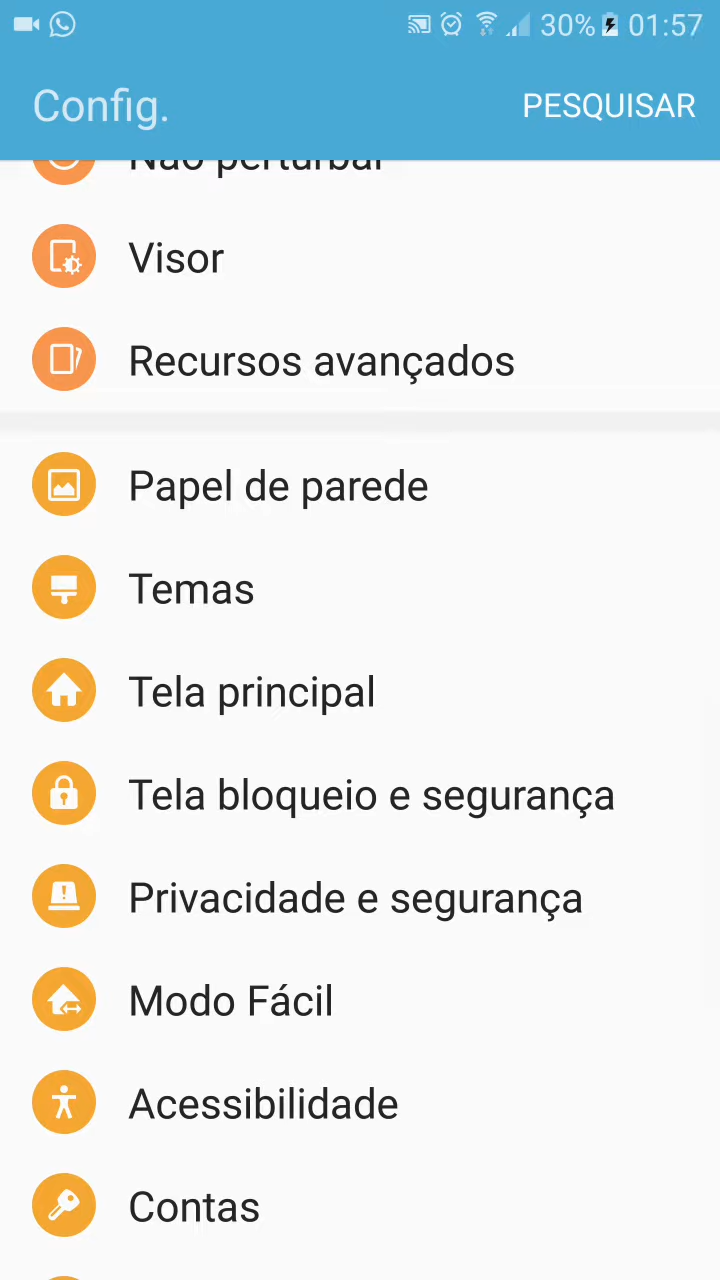 30% 01:57
Config. PESQUISAR
Não perturbar
Visor
Recursos avançados
Papel de parede
Temas
Tela principal
Tela bloqueio e segurança
Privacidade e segurança
Modo Fácil
Acessibilidade
Contas